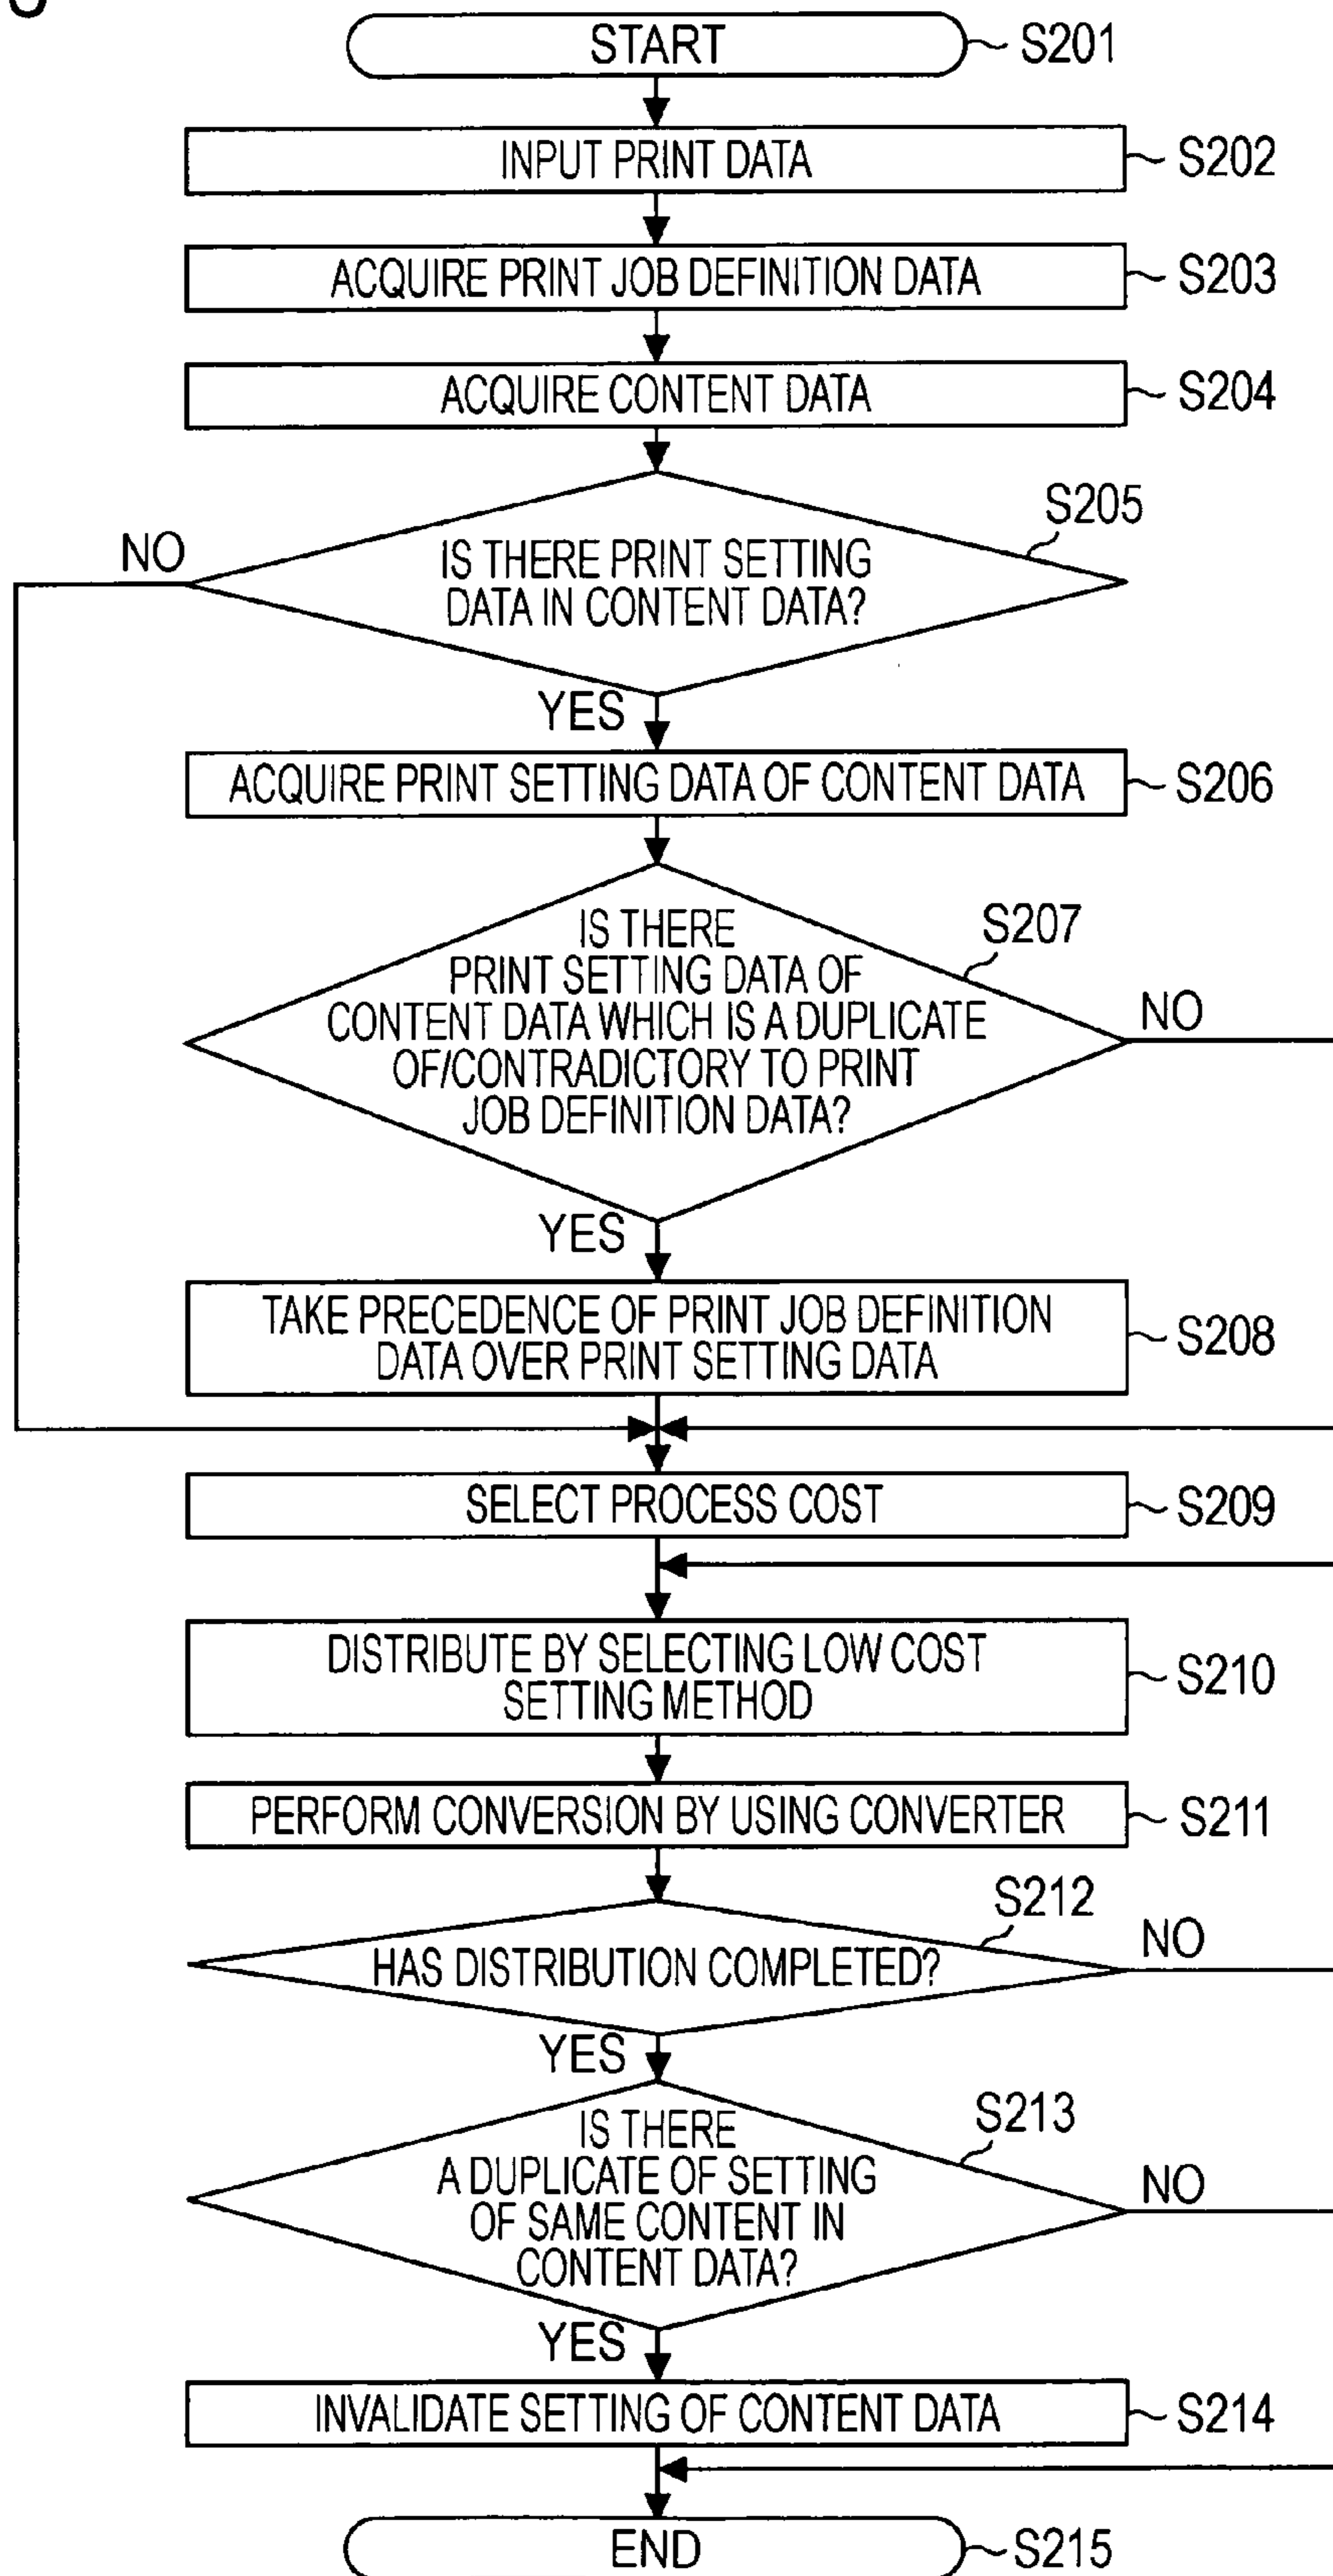 START
S201
INPUT PRINT DATA
S202
ACQUIRE PRINT JOB DEFINITION DATA
S203
ACQUIRE CONTENT DATA
S204
S205
NO
IS THERE PRINT SETTING
DATA IN CONTENT DATA?
YES
ACQUIRE PRINT SETTING DATA OF CONTENT DATA
S206
S207
IS THERE
PRINT SETTING DATA OF
CONTENT DATA WHICH IS A DUPLICATE
OF/CONTRADICTORY TO PRINT
JOB DEFINITION DATA?
NO
YES
TAKE PRECEDENCE OF PRINT JOB DEFINITION
DATA OVER PRINT SETTING DATA
S208
SELECT PROCESS COST
S209
DISTRIBUTE BY SELECTING LOW COST
SETTING METHOD
S210
PERFORM CONVERSION BY USING CONVERTER
S211
S212
HAS DISTRIBUTION COMPLETED?
NO
YES
S213
IS THERE
A DUPLICATE OF SETTING
OF SAME CONTENT IN
CONTENT DATA?
NO
YES
INVALIDATE SETTING OF CONTENT DATA
S214
END
S215